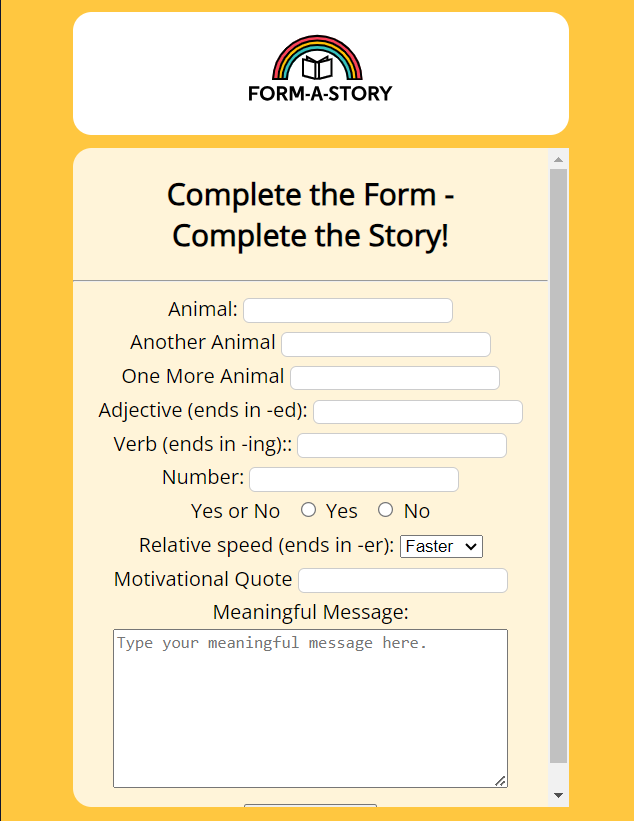 FORM-A-STORY
Complete the Form -
Complete the Story!
Animal:
Another Animal
One More Animal
Adjective (ends in -ed):
Verb (ends in -ing)::
Number:
Yes or No Yes No
Relative speed (ends in -er): Faster
Motivational Quote
Meaningful Message:
Type your meaningful message here.